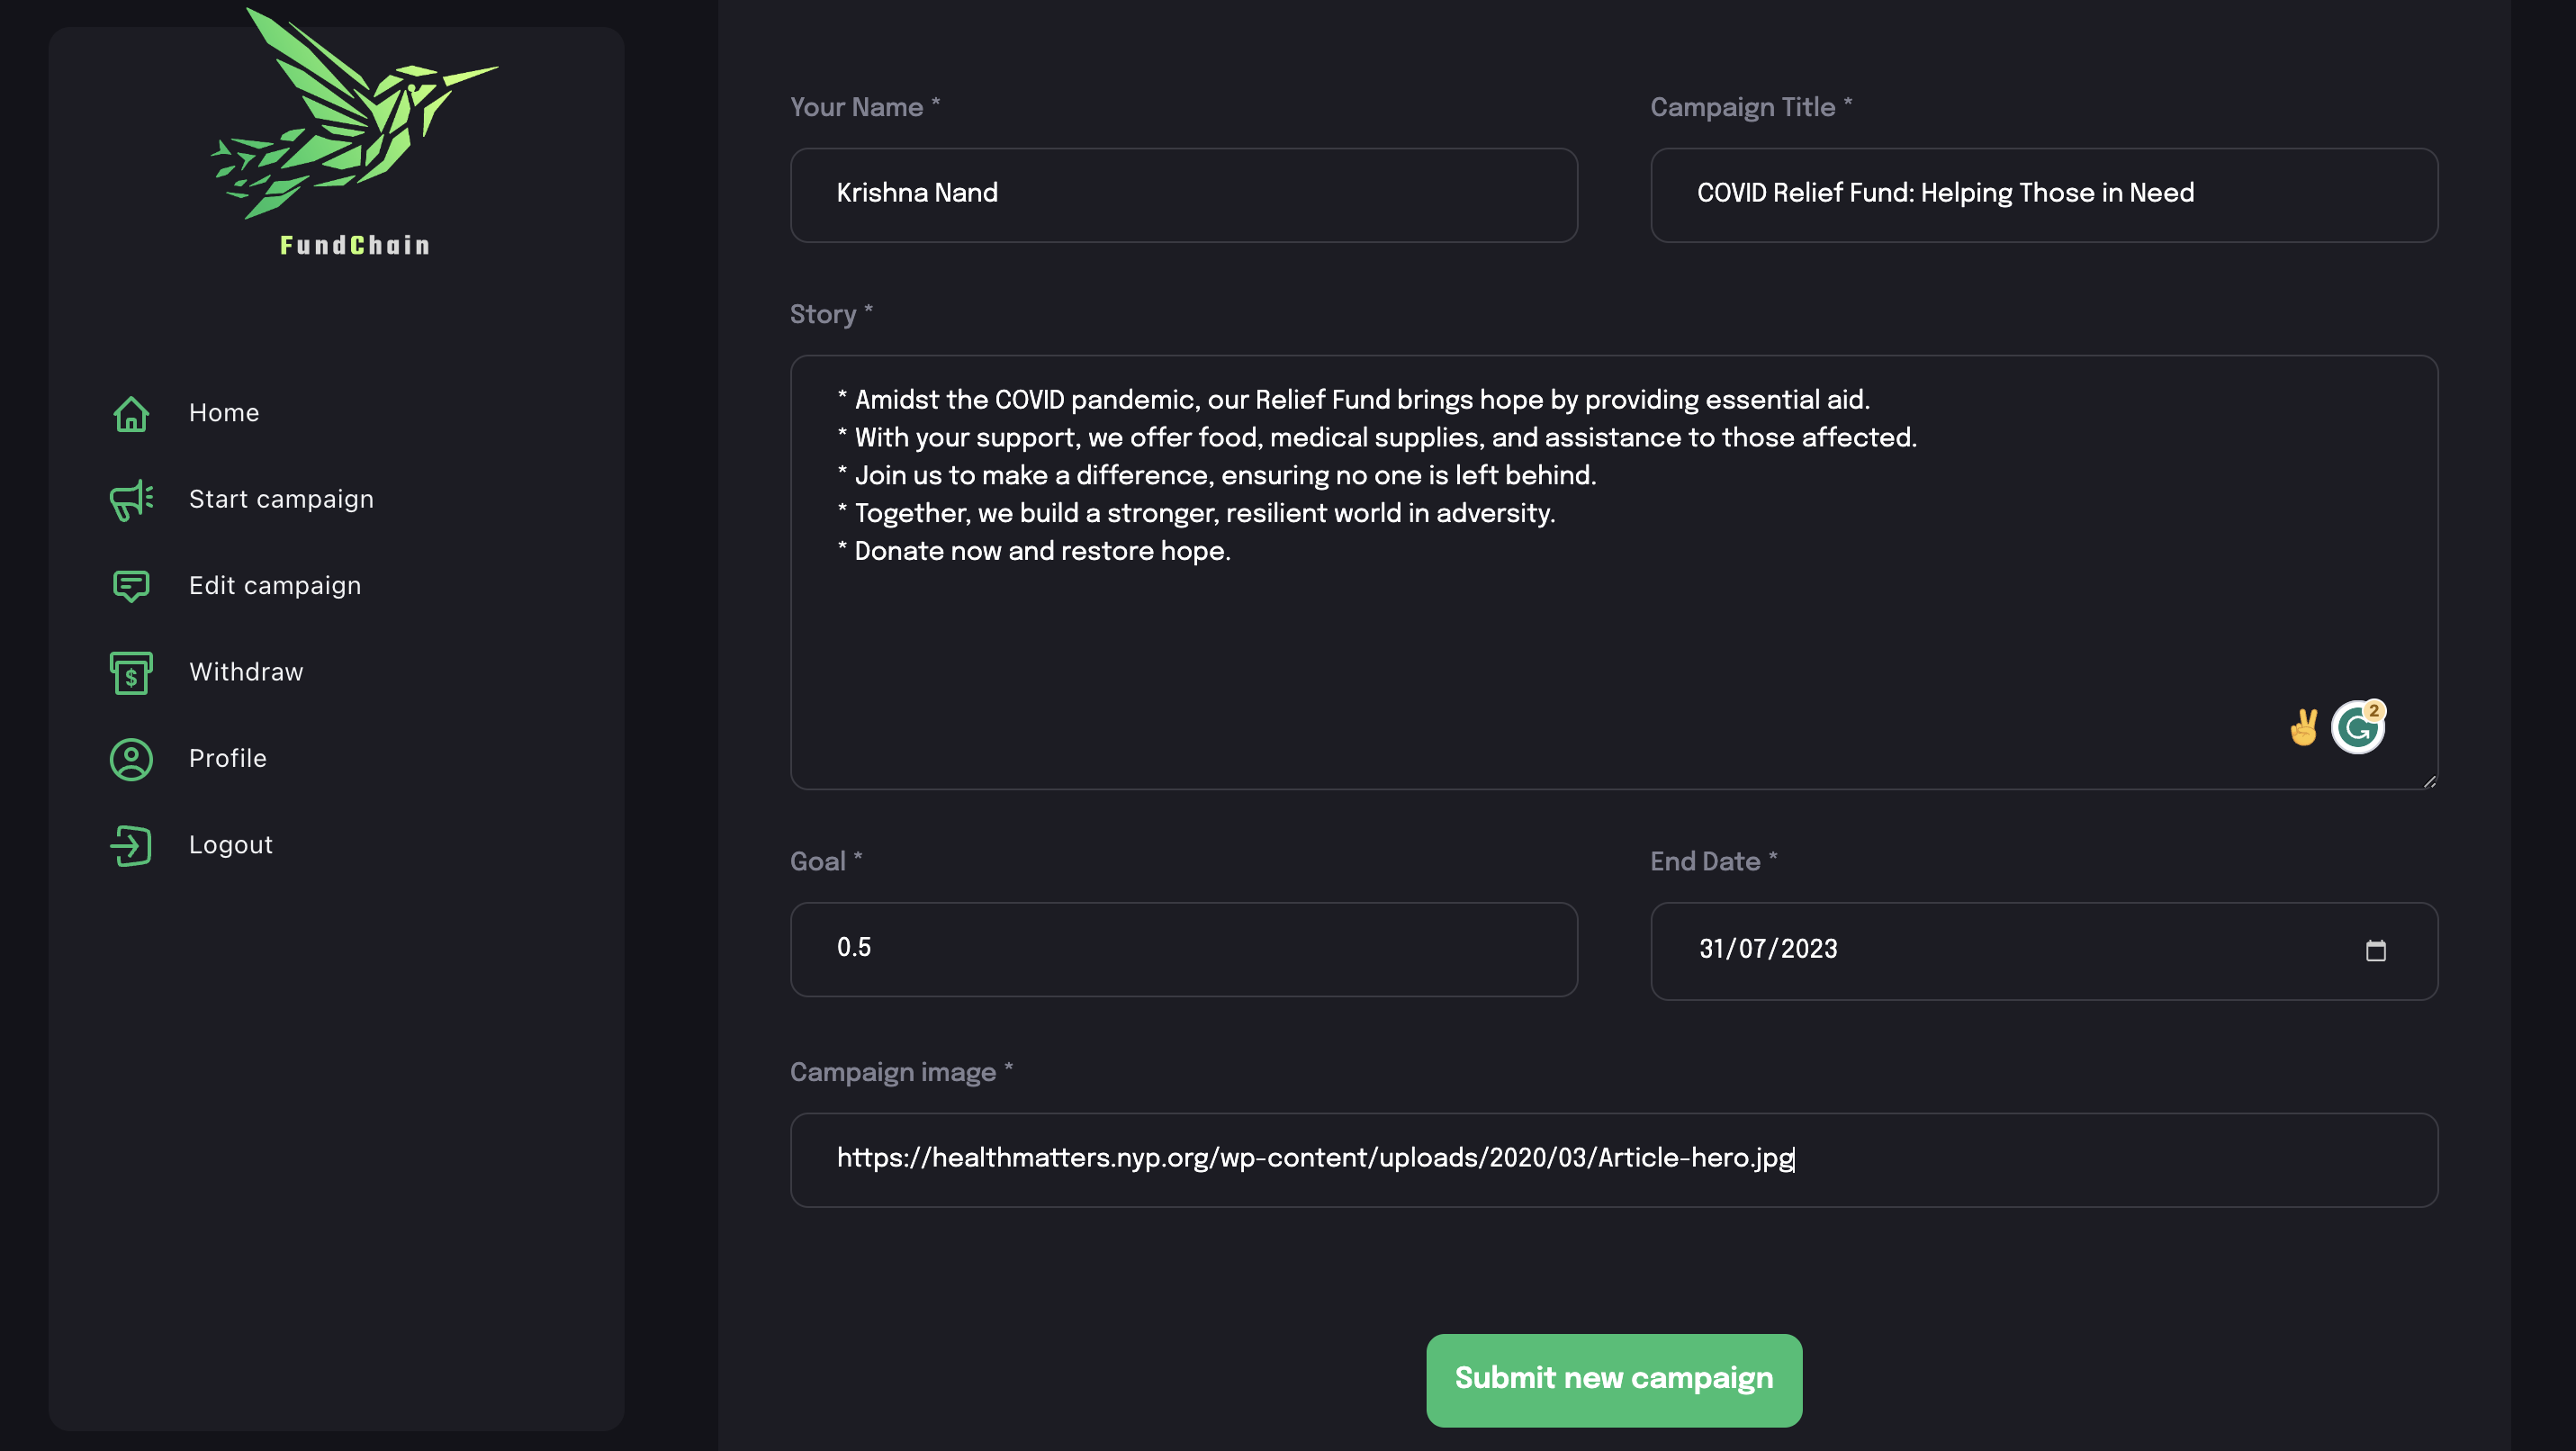 FundChain
Home
Start campaign
Edit campaign
Withdraw
Profile
Logout
Your Name *
Krishna Nand
Campaign Title *
COVID Relief Fund: Helping Those in Need
Story *
* Amidst the COVID pandemic, our Relief Fund brings hope by providing essential aid.
* With your support, we offer food, medical supplies, and assistance to those affected.
* Join us to make a difference, ensuring no one is left behind.
* Together, we build a stronger, resilient world in adversity.
* Donate now and restore hope.
2
Goal *
0.5
End Date *
31/07/2023
Campaign image *
https://healthmatters.nyp.org/wp-content/uploads/2020/03/Article-hero.jpg
Submit new campaign